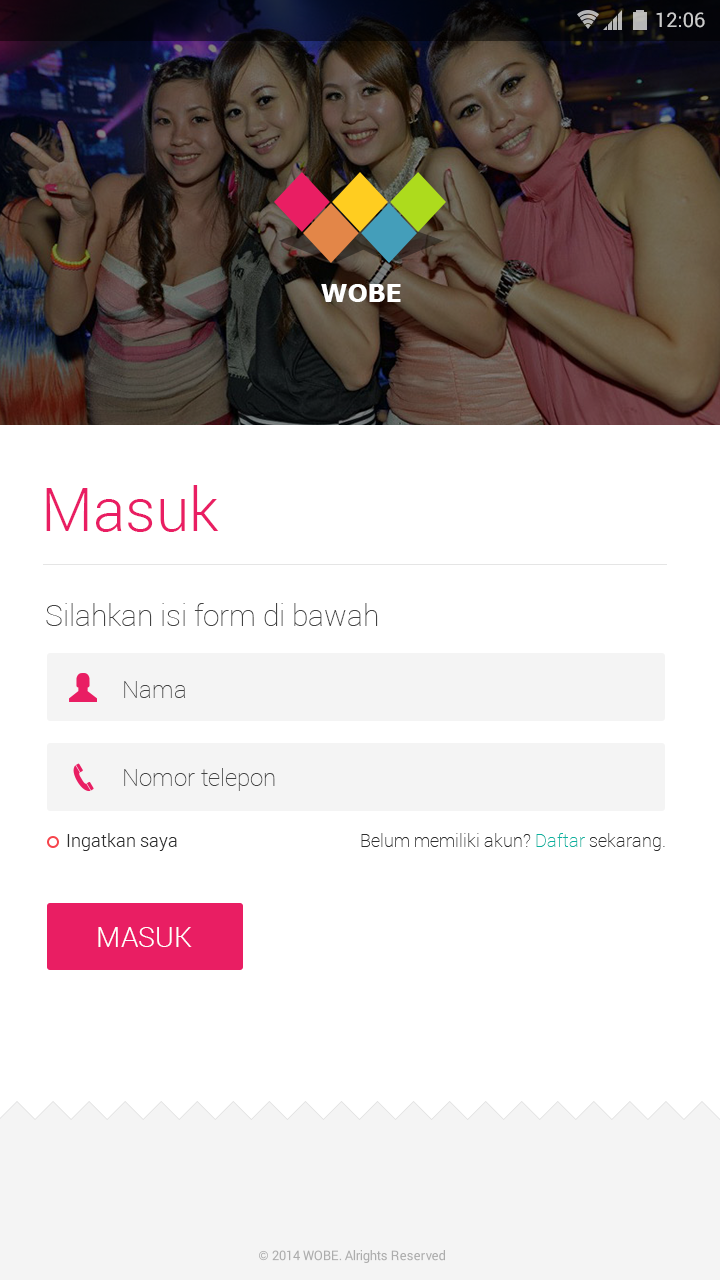 12:06
WOBE
Masuk
Silahkan isi form di bawah
Nama
Nomor telepon
Ingatkan saya
Belum memiliki akun? Daftar sekarang.
MASUK
© 2014 WOBE. Alrights Reserved